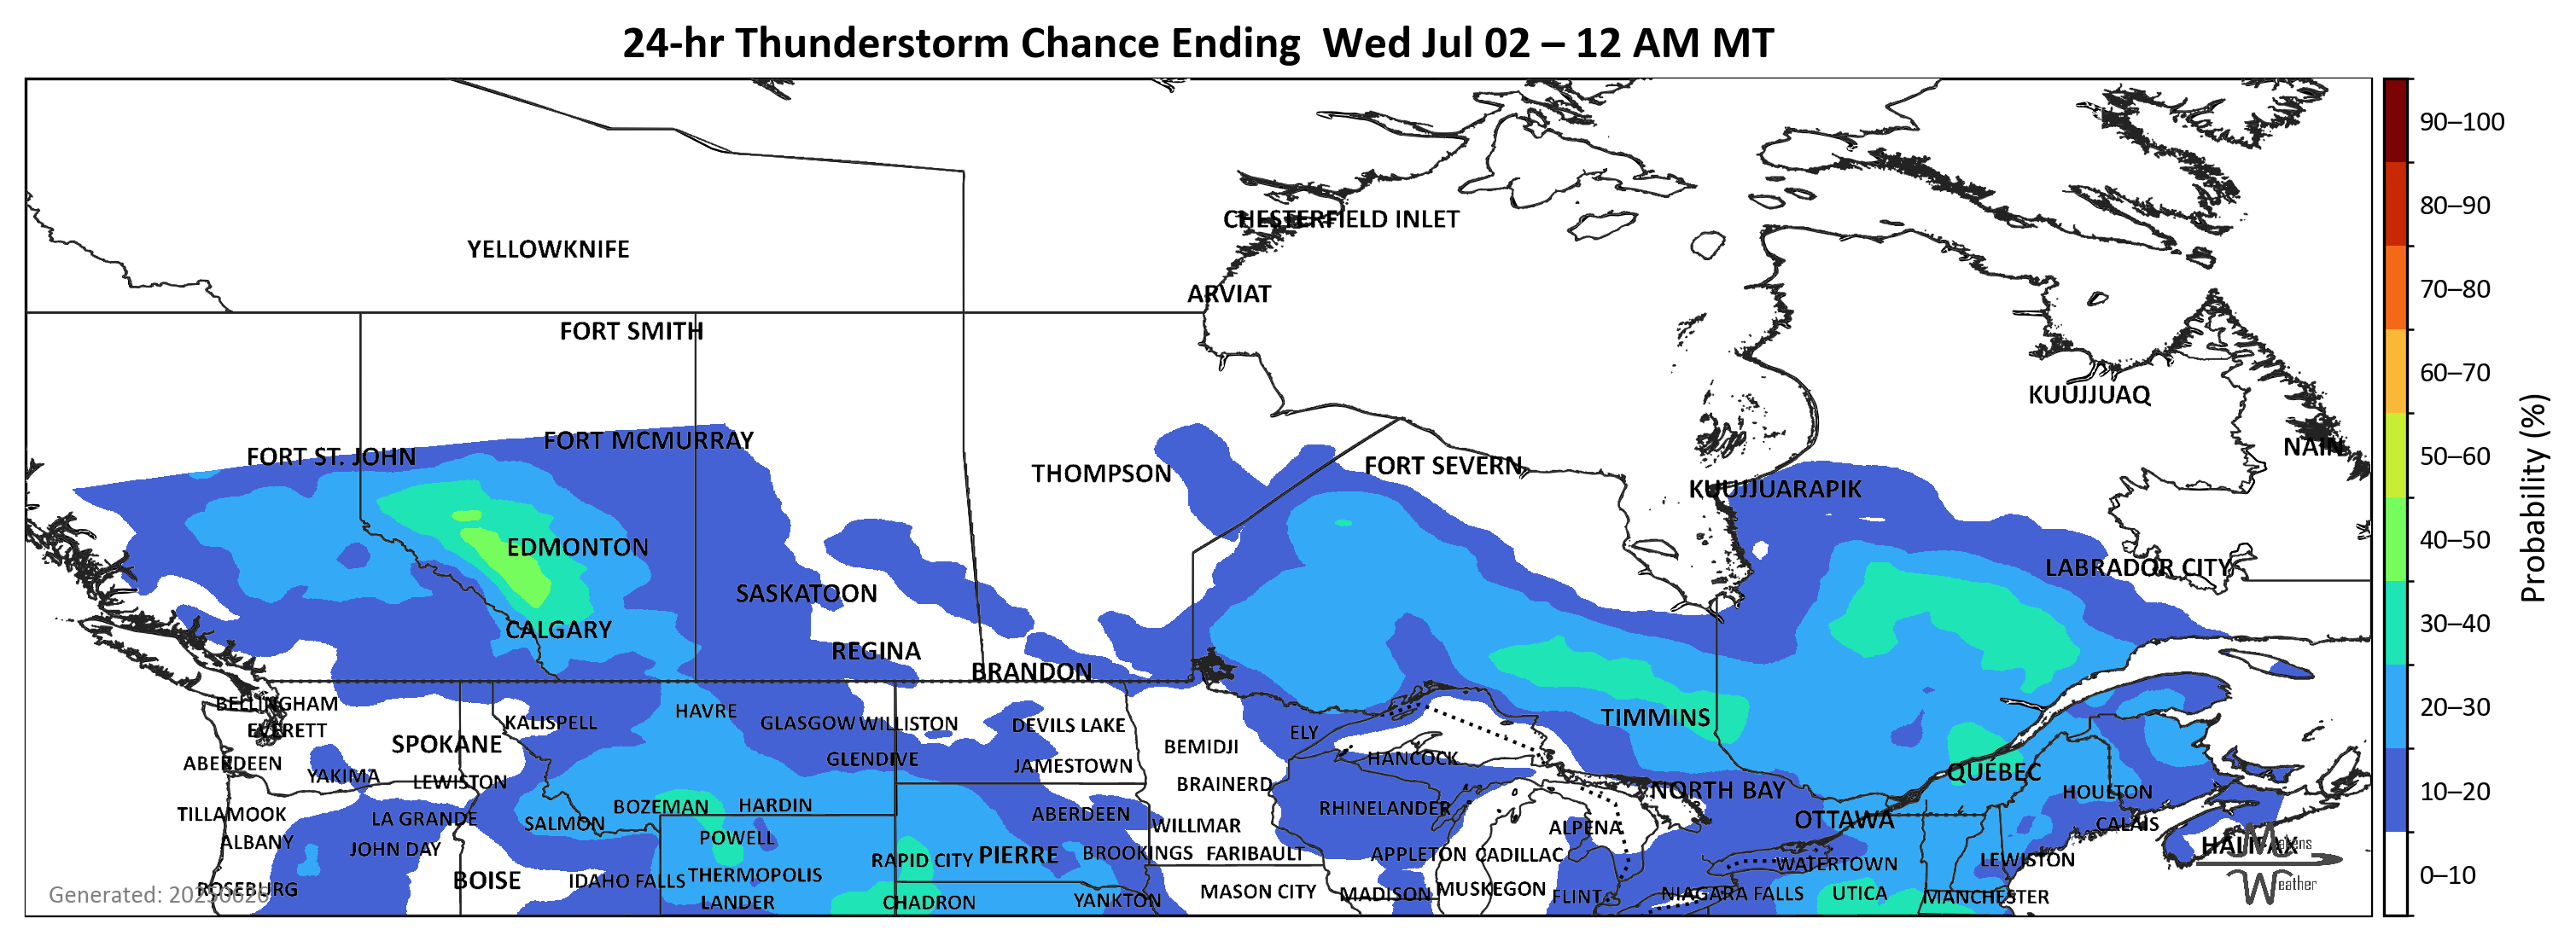 24-hr Thunderstorm Chance Ending  Wed Jul 02 – 12 AM MT
90–100
80–90
CHESTERFIELD INLET
YELLOWKNIFE
70–80
ARVIAT
FORT SMITH
60–70
KUUJJUAQ
FORT MCMURRAY
NAIN
FORT ST. JOHN
50–60
FORT SEVERN
THOMPSON
KUUJJUARAPIK
Probability (%)
EDMONTON
40–50
LABRADOR CITY
SASKATOON
CALGARY
30–40
REGINA
BRANDON
BELLINGHAM
KALISPELL
HAVRE
20–30
TIMMINS
GLASGOW
WILLISTON
DEVILS LAKE
EVERETT
ELY
SPOKANE
BEMIDJI
ABERDEEN
GLENDIVE
JAMESTOWN
HANCOCK
QUÉBEC
YAKIMA
LEWISTON
BRAINERD
NORTH BAY
HOULTON
10–20
BOZEMAN
HARDIN
RHINELANDER
TILLAMOOK
LA GRANDE
SALMON
ABERDEEN
WILLMAR
ALPENA
OTTAWA
CALAIS
ALBANY
POWELL
JOHN DAY
RAPID CITY
PIERRE
BROOKINGS
FARIBAULT
APPLETON
CADILLAC
WATERTOWN
LEWISTON
HALIFAX
Matens
Weather
BOISE
IDAHO FALLS
THERMOPOLIS
0–10
ROSEBURG
Generated: 20250626
LANDER
CHADRON
YANKTON
MASON CITY
MADISON
MUSKEGON
FLINT
NIAGARA FALLS
UTICA
MANCHESTER